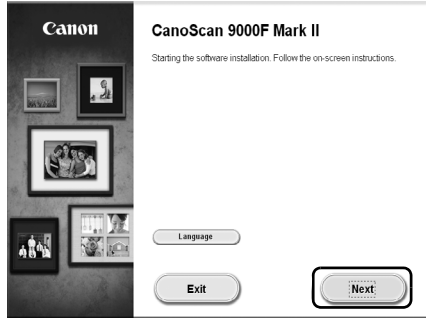 Canon
CanoScan 9000F Mark II
Starting the software installation. Follow the on-screen instructions.
Language
Exit
Next